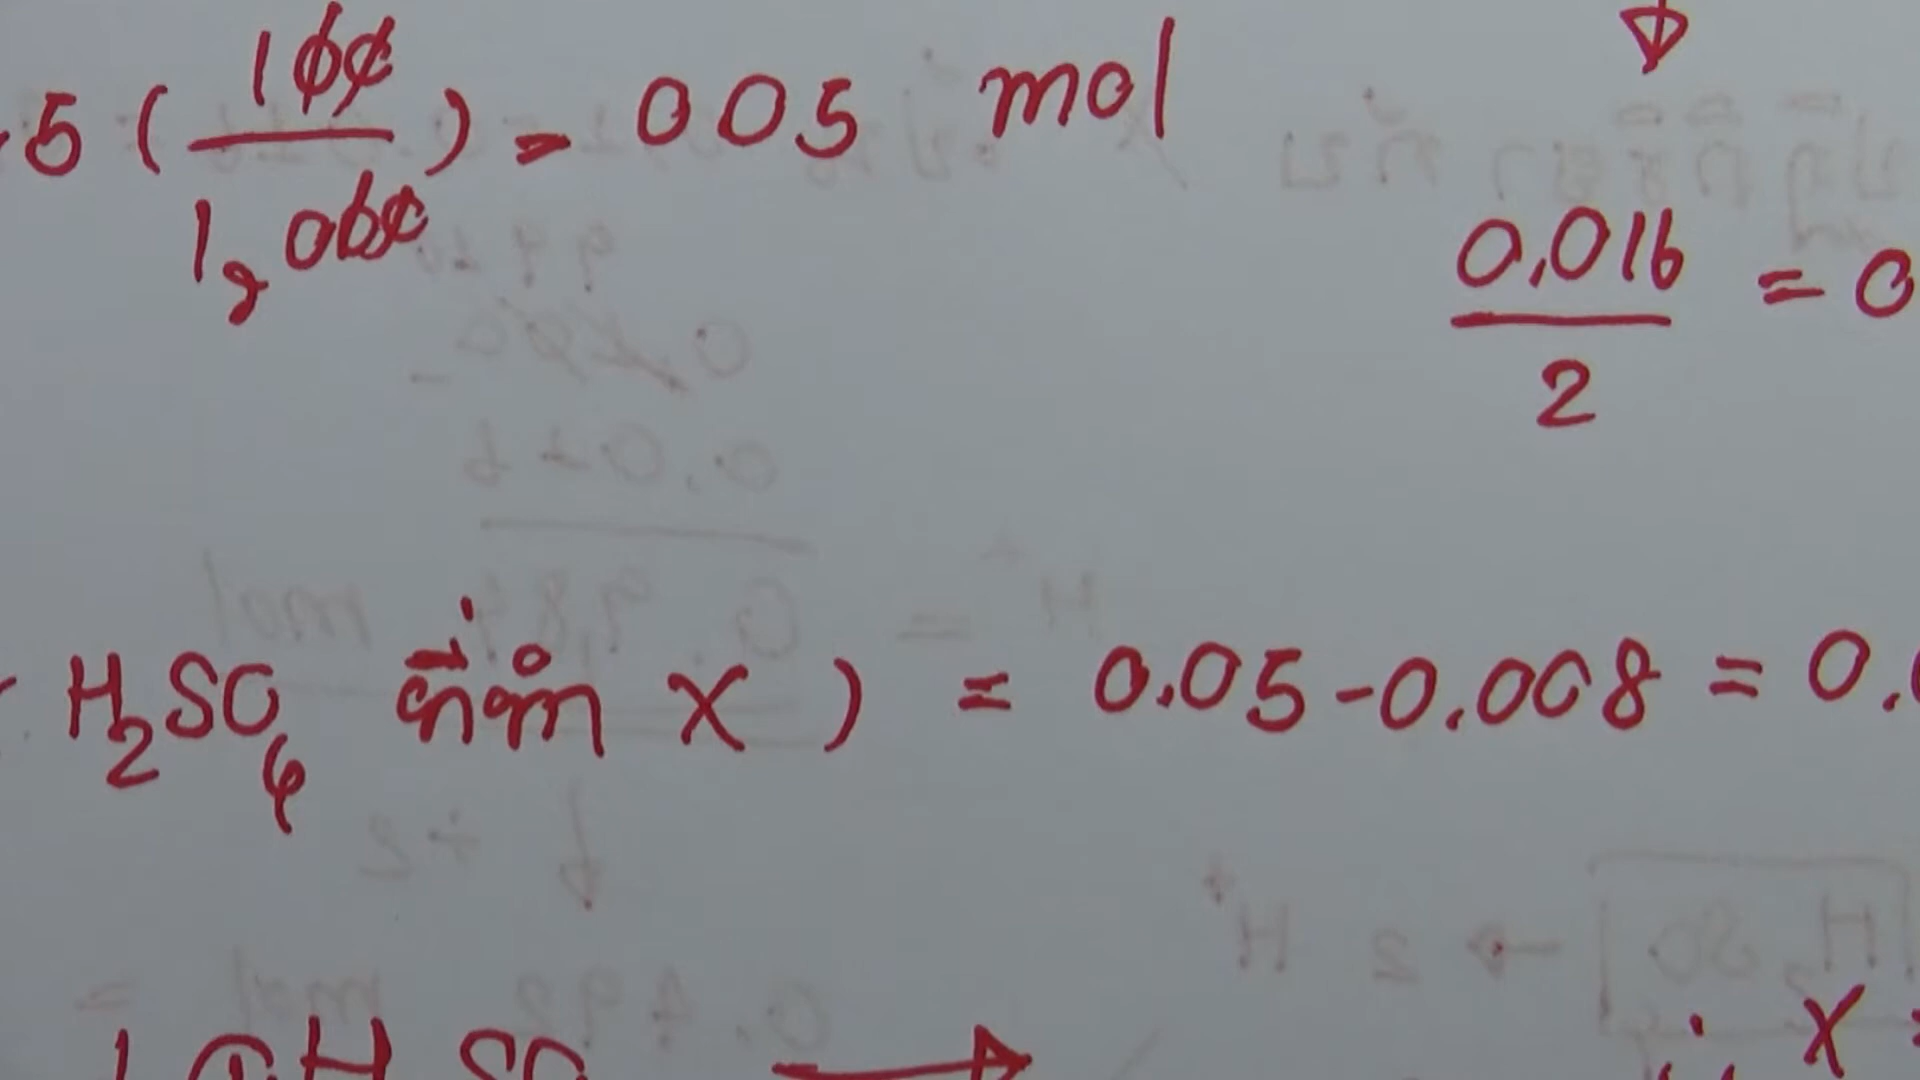 .5 ( 100 / 1,000 ) = 0.05 mol
0.016 / 2 = 0
H₂SO₄ ที่ทำ X ) = 0.05-0.008 = 0.
H SO → X